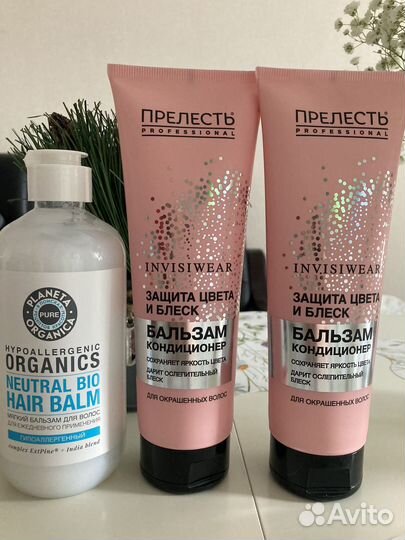 PLANETA
ORGANICA
PURE
HYPOALLERGENIC
ORGANICS
NEUTRAL BIO
HAIR BALM
МЯГКИЙ БАЛЬЗАМ ДЛЯ ВОЛОС
ДЛЯ ЕЖЕДНЕВНОГО ПРИМЕНЕНИЯ
ГИПОАЛЛЕРГЕННЫЙ
complex ExtPine® - India blend
ПРЕЛЕСТЬ
PROFESSIONAL
INVISIWEAR
ЗАЩИТА ЦВЕТА
И БЛЕСК
БАЛЬЗАМ
КОНДИЦИОНЕР
СОХРАНЯЕТ ЯРКОСТЬ ЦВЕТА
ДАРИТ ОСЛЕПИТЕЛЬНЫЙ
БЛЕСК
ДЛЯ ОКРАШЕННЫХ ВОЛОС
ПРЕЛЕСТЬ
PROFESSIONAL
INVISIWEAR
ЗАЩИТА ЦВЕТА
И БЛЕСК
БАЛЬЗАМ
КОНДИЦИОНЕР
СОХРАНЯЕТ ЯРКОСТЬ ЦВЕТА
ДАРИТ ОСЛЕПИТЕЛЬНЫЙ
БЛЕСК
ДЛЯ ОКРАШЕННЫХ ВОЛОС
Avito